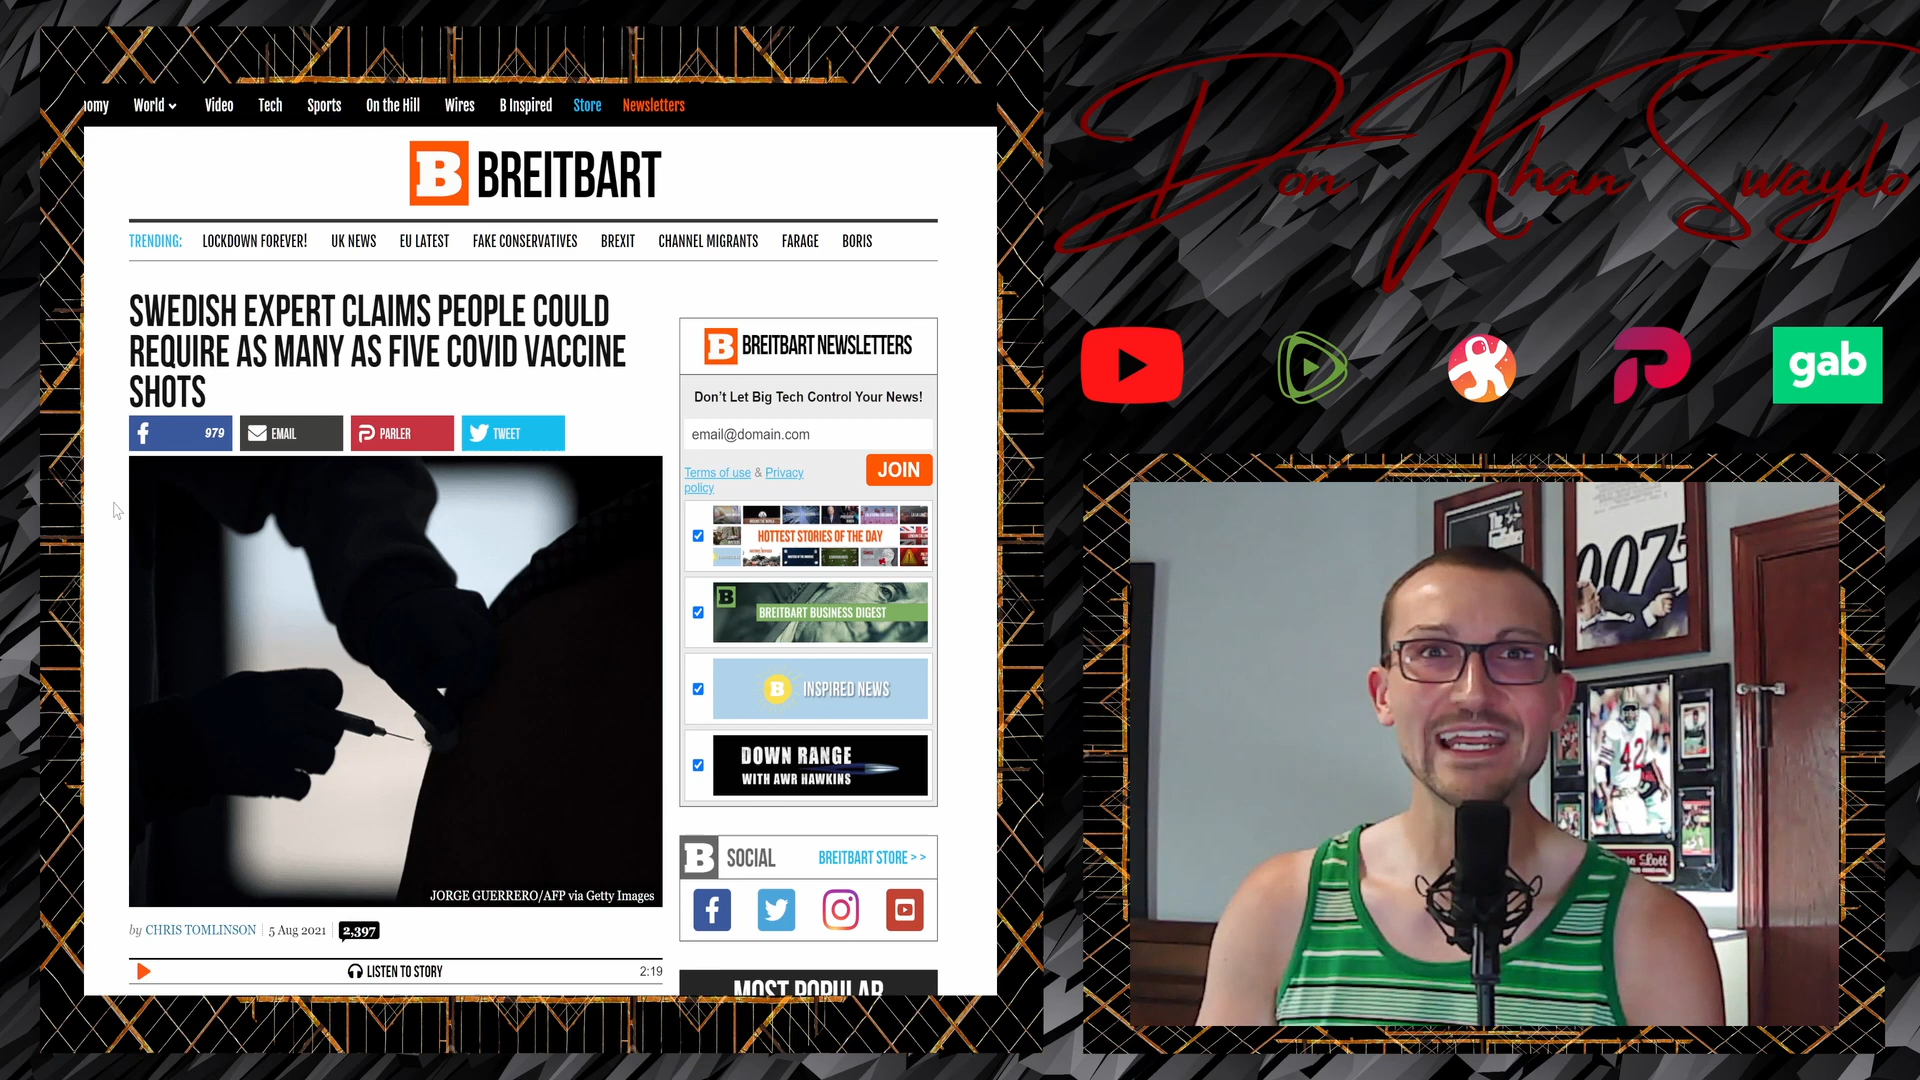 World Video Tech Sports On the Hill Wires B Inspired Store Newsletters
B BREITBART
TRENDING: LOCKDOWN FOREVER! UK NEWS EU LATEST FAKE CONSERVATIVES BREXIT CHANNEL MIGRANTS FARAGE BORIS
SWEDISH EXPERT CLAIMS PEOPLE COULD
REQUIRE AS MANY AS FIVE COVID VACCINE
SHOTS
979 EMAIL PARLER TWEET
JORGE GUERRERO/AFP via Getty Images
by CHRIS TOMLINSON 5 Aug 2021 2,397
LISTEN TO STORY 2:19
B BREITBART NEWSLETTERS
Don't Let Big Tech Control Your News!
email@domain.com
Terms of use & Privacy
policy
JOIN
HOTTEST STORIES OF THE DAY
B
BREITBART BUSINESS DIGEST
B INSPIRED NEWS
DOWN RANGE
WITH AWR HAWKINS
B SOCIAL BREITBART STORE >>
MOST POPULAR
Don Khan Swaylo
gab
007
42